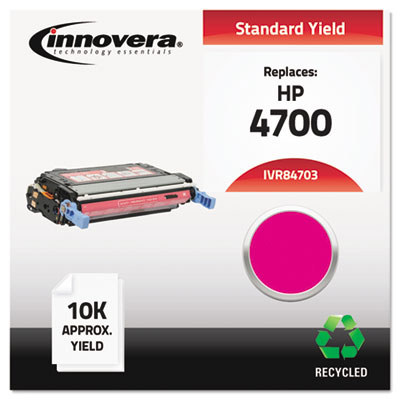 innovera
technology essentials
Standard Yield
Replaces:
HP
4700
IVR84703
10K
APPROX.
YIELD
RECYCLED